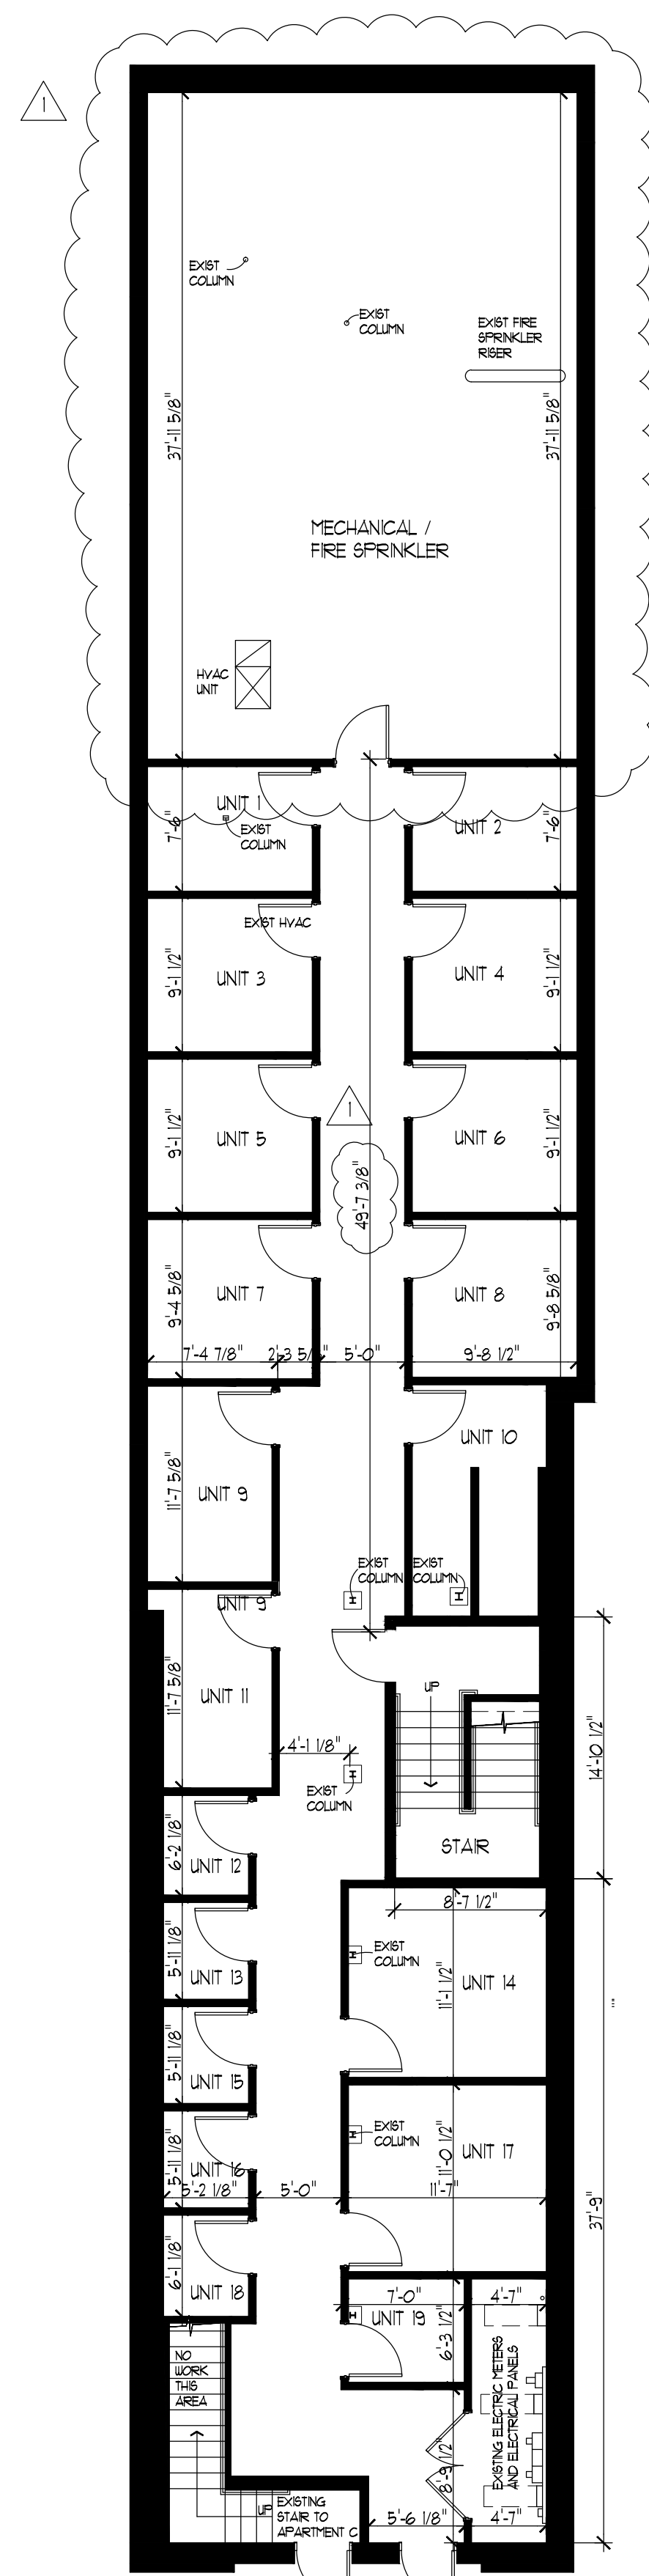 1
EXIST
COLUMN
EXIST
COLUMN
EXIST FIRE
SPRINKLER
RISER
37'-11 5/8"
37'-11 5/8"
MECHANICAL /
FIRE SPRINKLER
HVAC
UNIT
UNIT 1
7'-6"
EXIST
COLUMN
UNIT 2
7'-6"
EXIST HVAC
UNIT 3
9'-1 1/2"
UNIT 4
9'-1 1/2"
1
UNIT 5
9'-1 1/2"
UNIT 6
9'-1 1/2"
49'-7 3/8"
UNIT 7
9'-4 5/8"
UNIT 8
9'-8 5/8"
7'-4 7/8"
2'-3 5/8"
5'-0"
9'-8 1/2"
UNIT 9
11'-7 5/8"
UNIT 10
EXIST
COLUMN
EXIST
COLUMN
UNIT 9
UNIT 11
11'-7 5/8"
UP
4'-1 1/8"
EXIST
COLUMN
14'-10 1/2"
STAIR
UNIT 12
6'-2 1/8"
8'-7 1/2"
EXIST
COLUMN
UNIT 13
5'-11 1/8"
UNIT 14
11'-1 1/2"
UNIT 15
5'-11 1/8"
EXIST
COLUMN
UNIT 17
11'-0 1/2"
UNIT 16
5'-11 1/8"
5'-2 1/8"
5'-0"
11'-7"
37'-9"
UNIT 18
6'-1 1/8"
7'-0"
4'-7"
UNIT 19
6'-3 1/2"
NO
WORK
THIS
AREA
EXISTING ELECTRIC METERS
AND ELECTRICAL PANELS
8'-9 1/2"
UP
EXISTING
STAIR TO
APARTMENT C
5'-6 1/8"
4'-7"